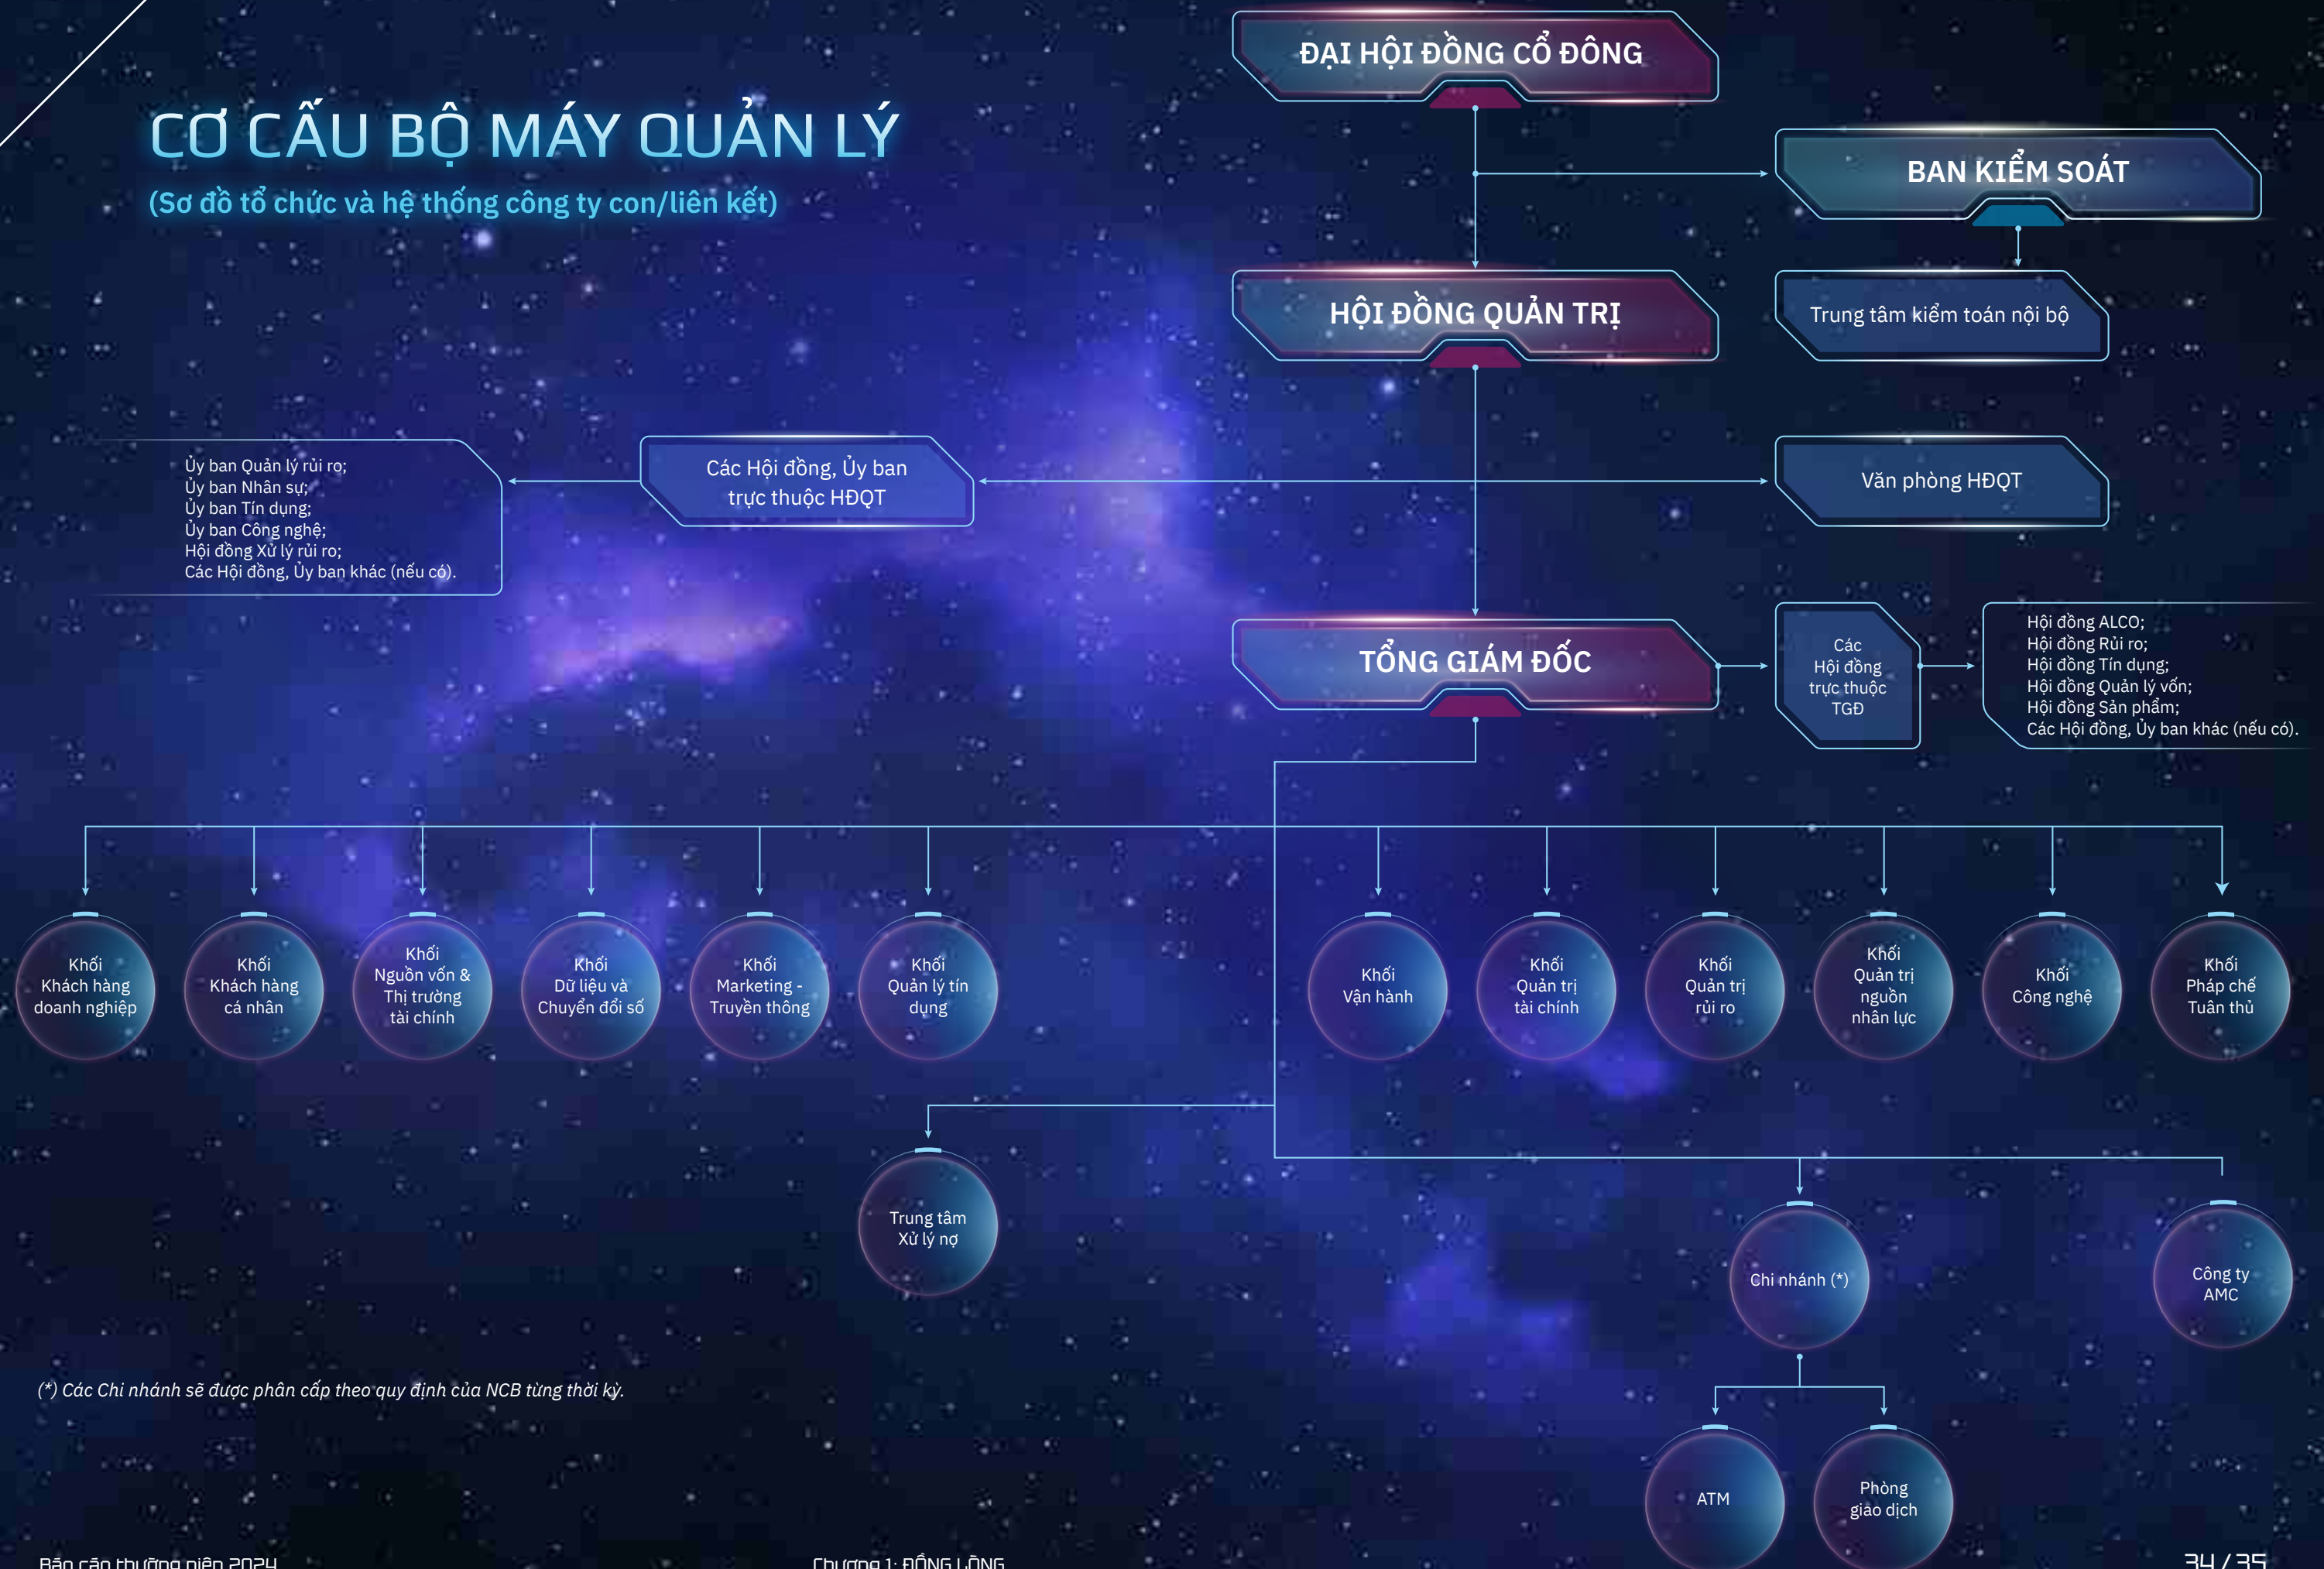 ĐẠI HỘI ĐỒNG CỔ ĐÔNG
CƠ CẤU BỘ MÁY QUẢN LÝ
(Sơ đồ tổ chức và hệ thống công ty con/liên kết)
BAN KIỂM SOÁT
HỘI ĐỒNG QUẢN TRỊ
Trung tâm kiểm toán nội bộ
Ủy ban Quản lý rủi ro;
Ủy ban Nhân sự;
Ủy ban Tín dụng;
Ủy ban Công nghệ;
Hội đồng Xử lý rủi ro;
Các Hội đồng, Ủy ban khác (nếu có).
Các Hội đồng, Ủy ban
trực thuộc HĐQT
Văn phòng HĐQT
TỔNG GIÁM ĐỐC
Các
Hội đồng
trực thuộc
TGĐ
Hội đồng ALCO;
Hội đồng Rủi ro;
Hội đồng Tín dụng;
Hội đồng Quản lý vốn;
Hội đồng Sản phẩm;
Các Hội đồng, Ủy ban khác (nếu có).
Khối
Khách hàng
doanh nghiệp
Khối
Khách hàng
cá nhân
Khối
Nguồn vốn &
Thị trường
tài chính
Khối
Dữ liệu và
Chuyển đổi số
Khối
Marketing -
Truyền thông
Khối
Quản lý tín
dụng
Khối
Vận hành
Khối
Quản trị
tài chính
Khối
Quản trị
rủi ro
Khối
Quản trị
nguồn
nhân lực
Khối
Công nghệ
Khối
Pháp chế
Tuân thủ
Trung tâm
Xử lý nợ
Chi nhánh (*)
Công ty
AMC
(*) Các Chi nhánh sẽ được phân cấp theo quy định của NCB từng thời kỳ.
ATM
Phòng
giao dịch
Báo cáo thường niên 2024
Chương 1: ĐỒNG LÒNG
34 / 35